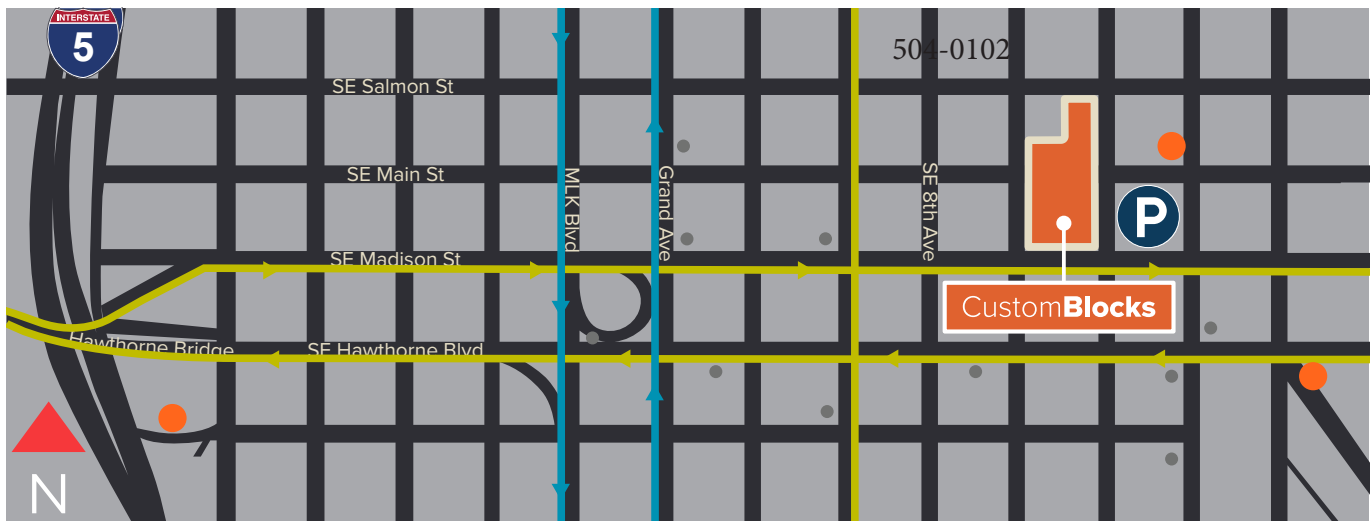 INTERSTATE
5
504-0102
SE Salmon St
SE Main St
MLK Blvd
Grand Ave
SE 8th Ave
P
SE Madison St
CustomBlocks
Hawthorne Bridge
SE Hawthorne Blvd
N